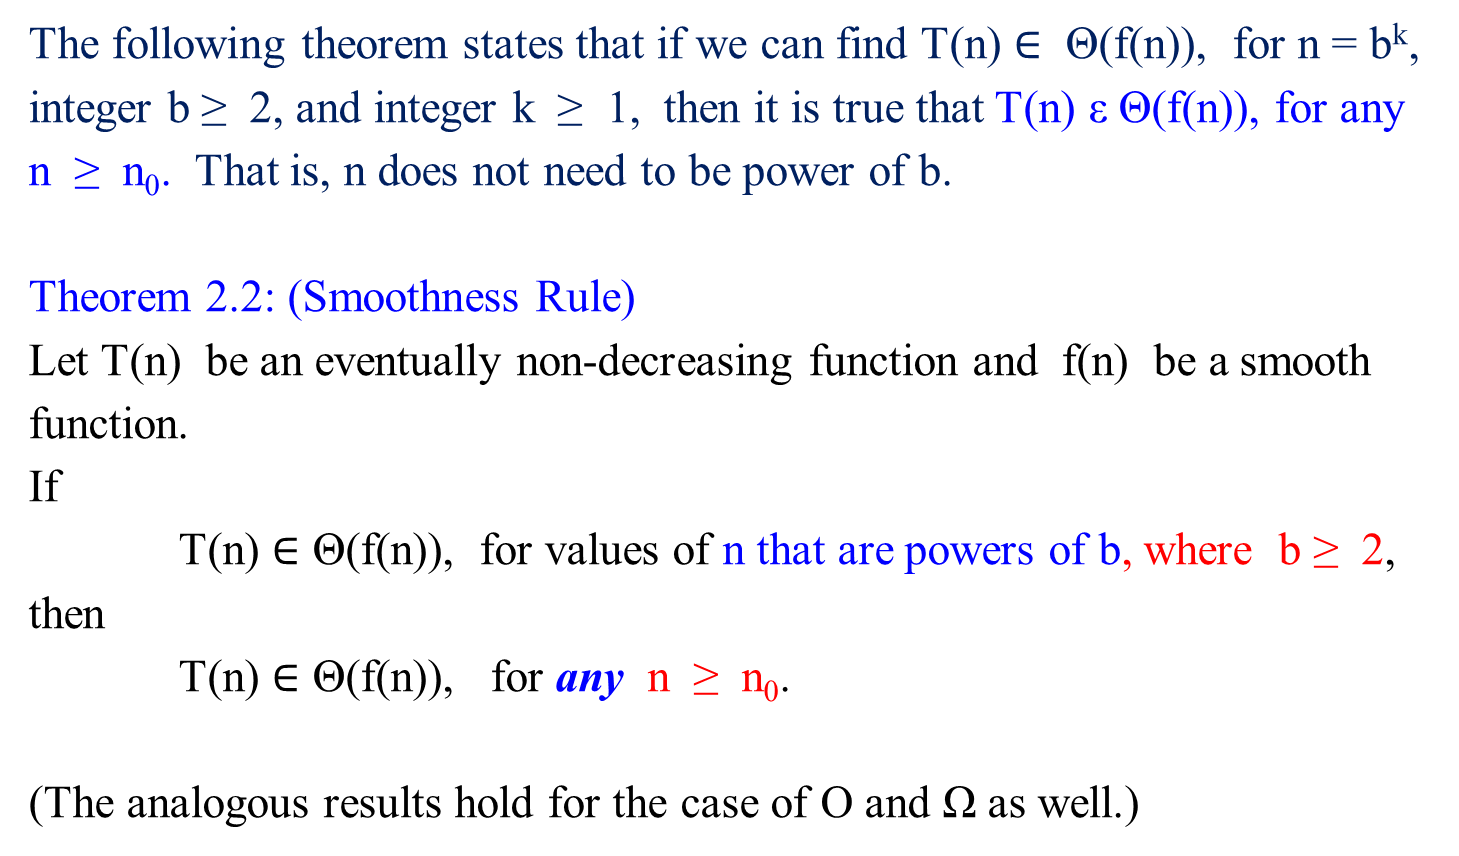 The following theorem states that if we can find T(n) ∈ Θ(f(n)), for n = bᵏ,
integer b ≥ 2, and integer k ≥ 1, then it is true that T(n) ε Θ(f(n)), for any
n ≥ n₀. That is, n does not need to be power of b.
Theorem 2.2: (Smoothness Rule)
Let T(n) be an eventually non-decreasing function and f(n) be a smooth
function.
If
T(n) ∈ Θ(f(n)), for values of n that are powers of b, where b ≥ 2,
then
T(n) ∈ Θ(f(n)), for any n ≥ n₀.
(The analogous results hold for the case of O and Ω as well.)